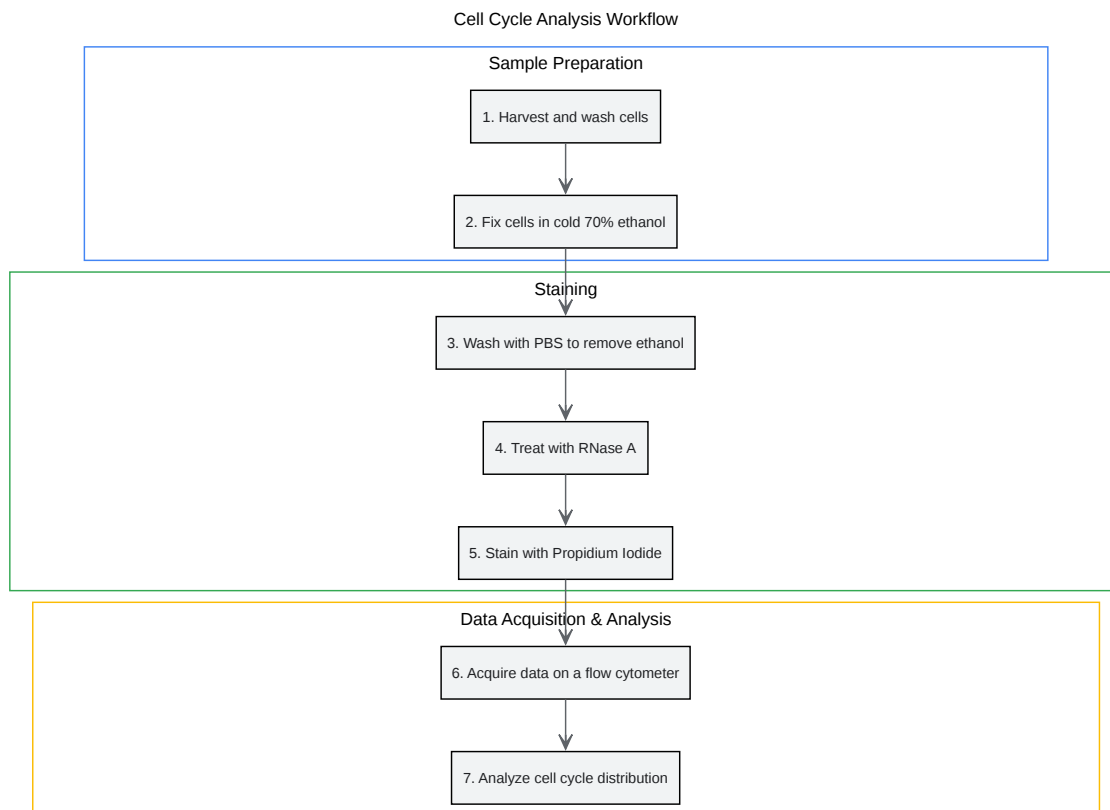 Cell Cycle Analysis Workflow
Sample Preparation
1. Harvest and wash cells
2. Fix cells in cold 70% ethanol
Staining
3. Wash with PBS to remove ethanol
4. Treat with RNase A
5. Stain with Propidium Iodide
Data Acquisition & Analysis
6. Acquire data on a flow cytometer
7. Analyze cell cycle distribution